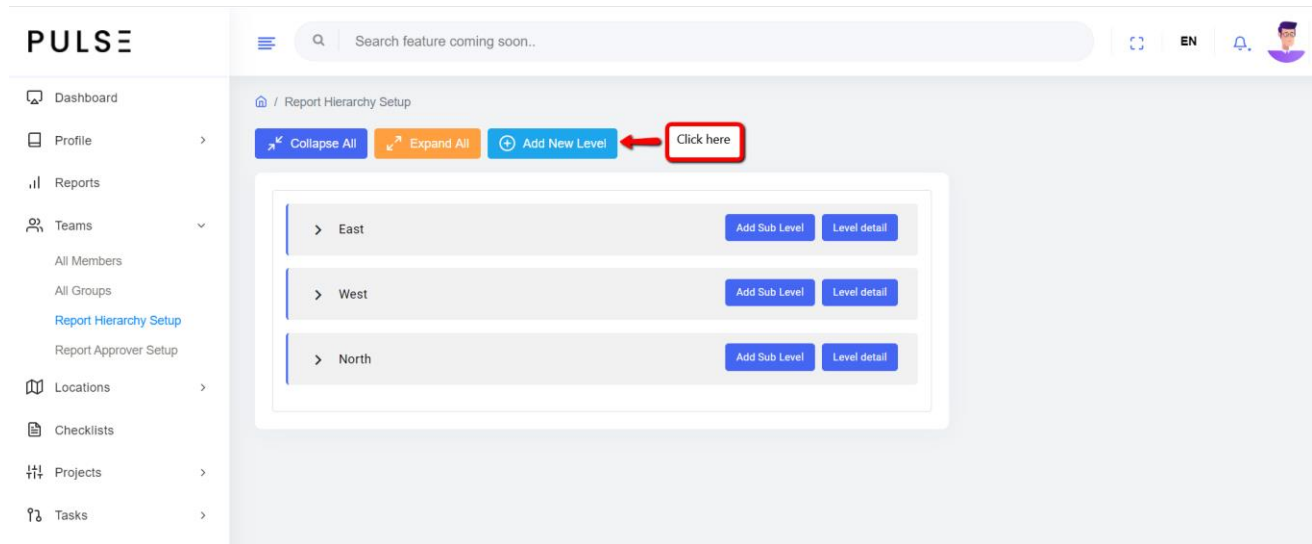 PULSE
Search feature coming soon..
EN
Dashboard
Profile
Reports
Teams
All Members
All Groups
Report Hierarchy Setup
Report Approver Setup
Locations
Checklists
Projects
Tasks
/ Report Hierarchy Setup
Collapse All
Expand All
Add New Level
Click here
East
Add Sub Level
Level detail
West
Add Sub Level
Level detail
North
Add Sub Level
Level detail